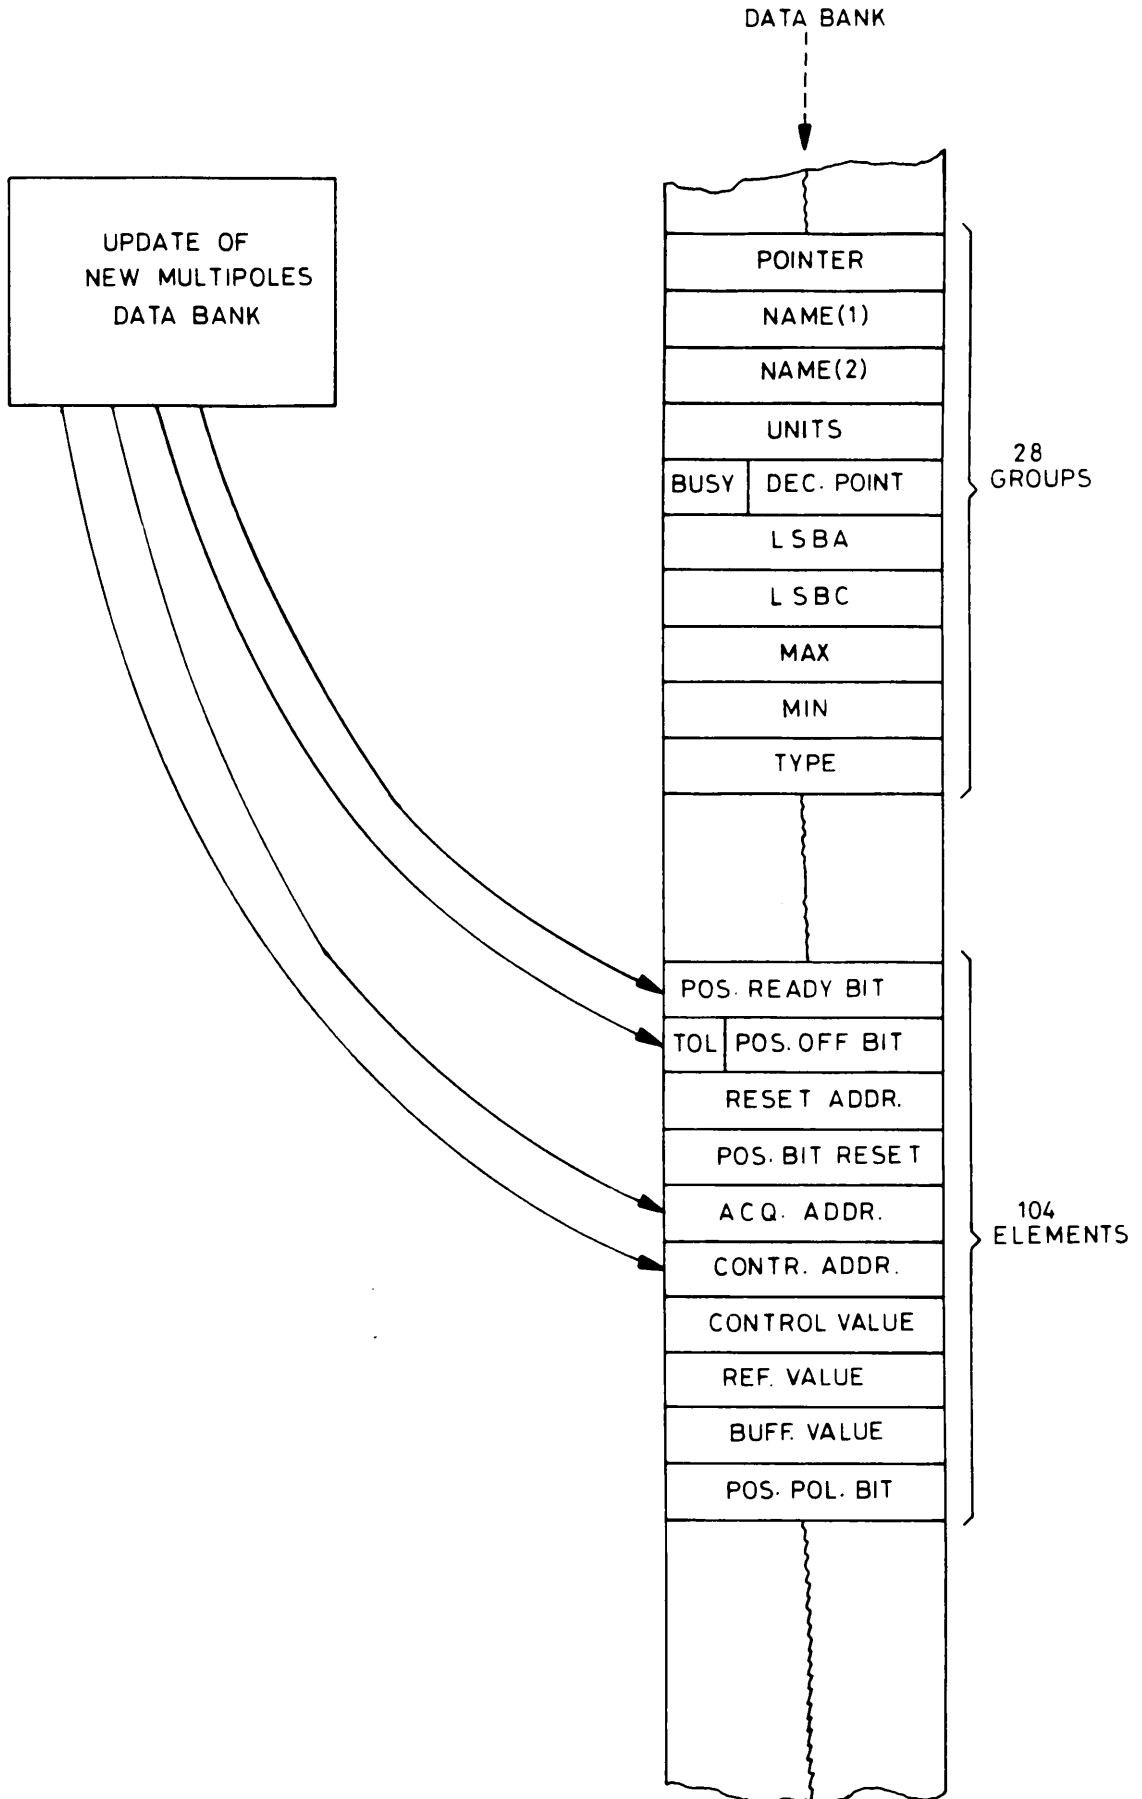 DATA BANK
UPDATE OF
NEW MULTIPOLES
DATA BANK
POINTER
NAME(1)
NAME(2)
UNITS
BUSY DEC. POINT
LSBA
LSBC
MAX
MIN
TYPE
28
GROUPS
POS. READY BIT
TOL POS. OFF BIT
RESET ADDR.
POS. BIT RESET
ACQ. ADDR.
CONTR. ADDR.
CONTROL VALUE
REF. VALUE
BUFF. VALUE
POS. POL. BIT
104
ELEMENTS